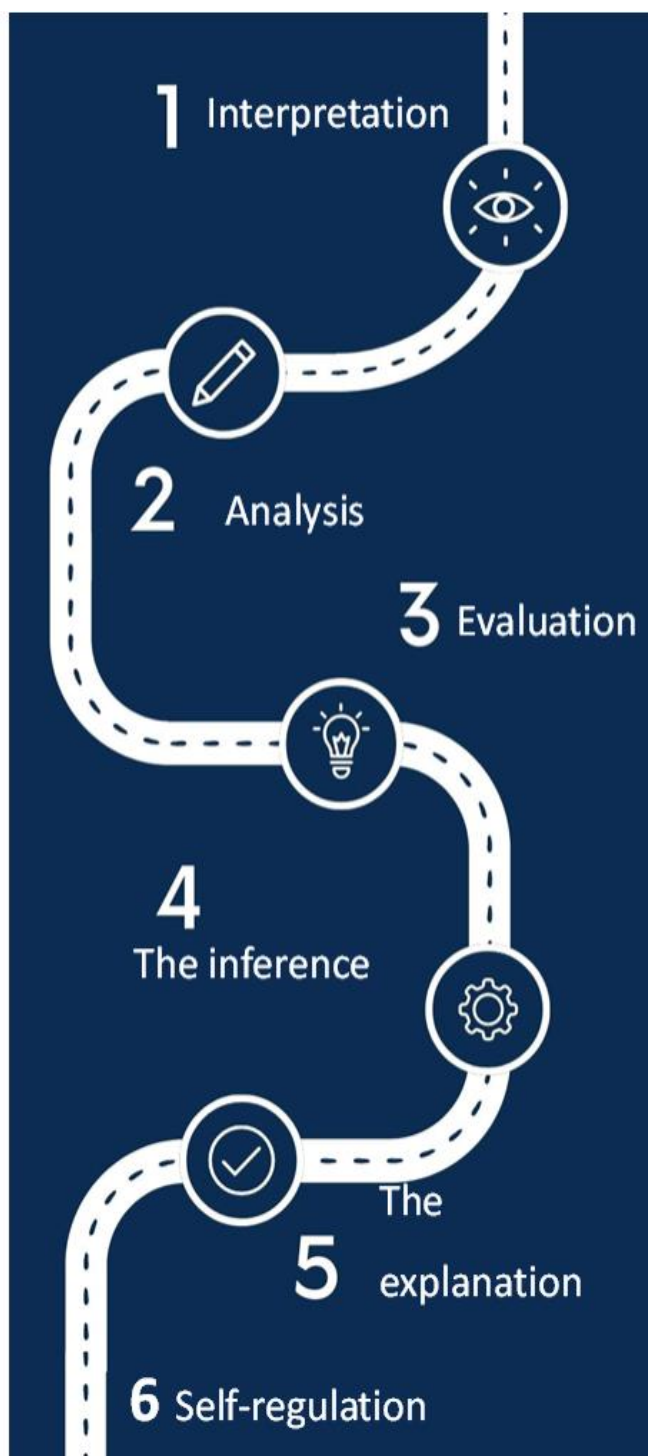 1 Interpretation
2 Analysis
3 Evaluation
4
The inference
The
5 explanation
6 Self-regulation